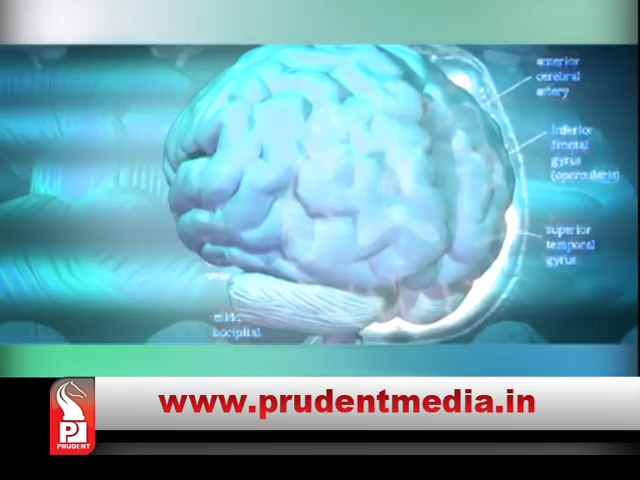 anterior
cerebral
artery
inferior
frontal
gyrus
(opercularis)
superior
temporal
gyrus
occipital
www.prudentmedia.in
PRUDENT